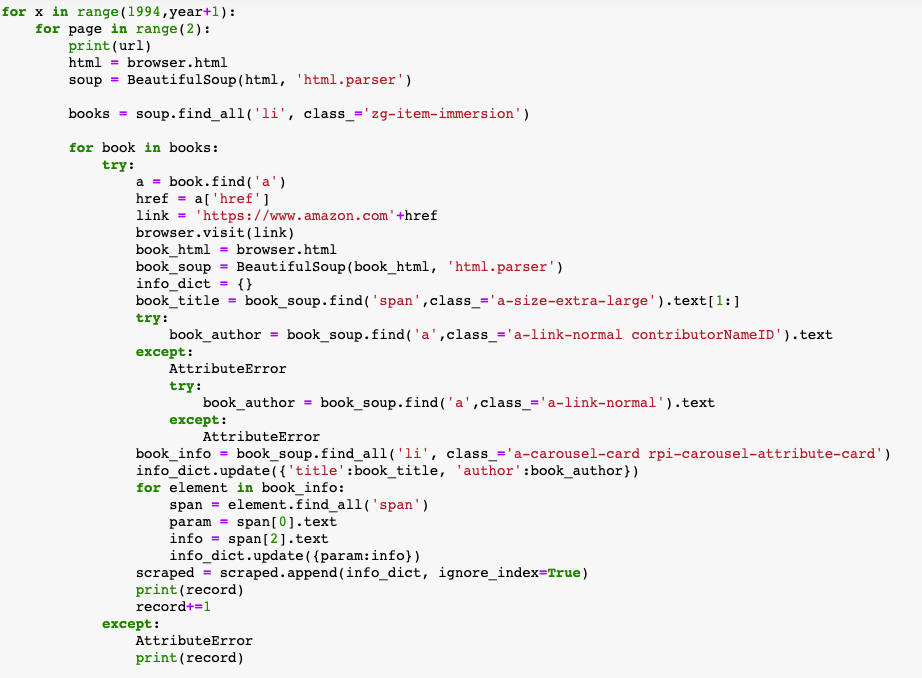 for x in range(1994,year+1):
    for page in range(2):
        print(url)
        html = browser.html
        soup = BeautifulSoup(html, 'html.parser')

        books = soup.find_all('li', class_='zg-item-immersion')

        for book in books:
            try:
                a = book.find('a')
                href = a['href']
                link = 'https://www.amazon.com'+href
                browser.visit(link)
                book_html = browser.html
                book_soup = BeautifulSoup(book_html, 'html.parser')
                info_dict = {}
                book_title = book_soup.find('span',class_='a-size-extra-large').text[1:]
                try:
                    book_author = book_soup.find('a',class_='a-link-normal contributorNameID').text
                except:
                    AttributeError
                    try:
                        book_author = book_soup.find('a',class_='a-link-normal').text
                    except:
                        AttributeError
                book_info = book_soup.find_all('li', class_='a-carousel-card rpi-carousel-attribute-card')
                info_dict.update({'title':book_title, 'author':book_author})
                for element in book_info:
                    span = element.find_all('span')
                    param = span[0].text
                    info = span[2].text
                    info_dict.update({param:info})
                scraped = scraped.append(info_dict, ignore_index=True)
                print(record)
                record+=1
            except:
                AttributeError
                print(record)